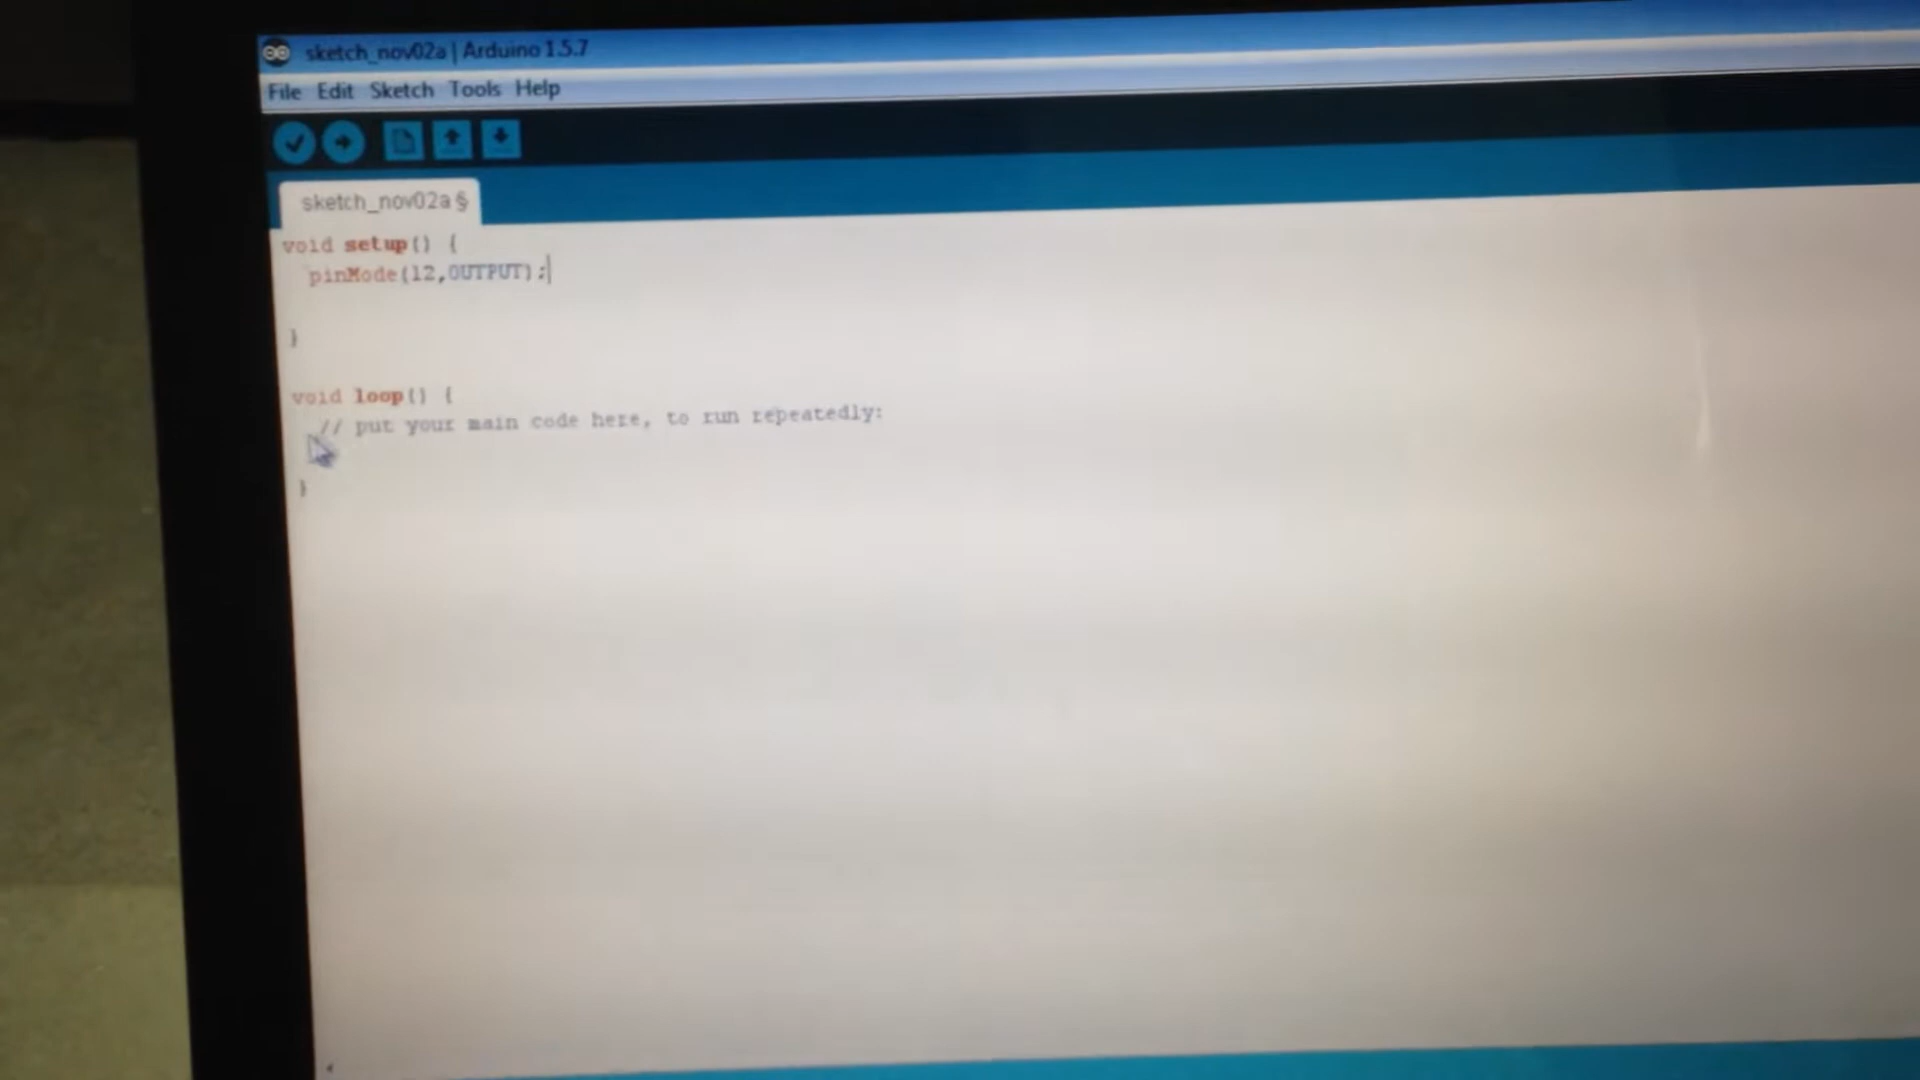 sketch_nov02a | Arduino 1.5.7
File Edit Sketch Tools Help
sketch_nov02a §
void setup() {
pinMode(12,OUTPUT);
}
void loop() {
// put your main code here, to run repeatedly:
}